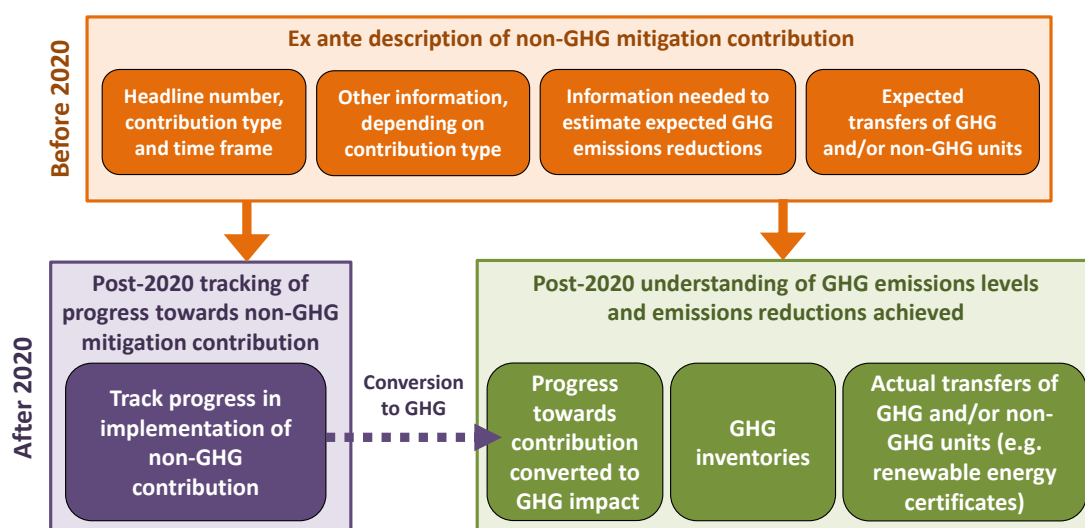 Before 2020
Ex ante description of non-GHG mitigation contribution
Headline number,
contribution type
and time frame
Other information,
depending on
contribution type
Information needed to
estimate expected GHG
emissions reductions
Expected
transfers of GHG
and/or non-GHG
units
After 2020
Post-2020 tracking of
progress towards non-GHG
mitigation contribution
Track progress in
implementation of
non-GHG
contribution
Conversion
to GHG
Post-2020 understanding of GHG emissions levels
and emissions reductions achieved
Progress
towards
contribution
converted to
GHG impact
GHG
inventories
Actual transfers of
GHG and/or non-
GHG units (e.g.
renewable energy
certificates)